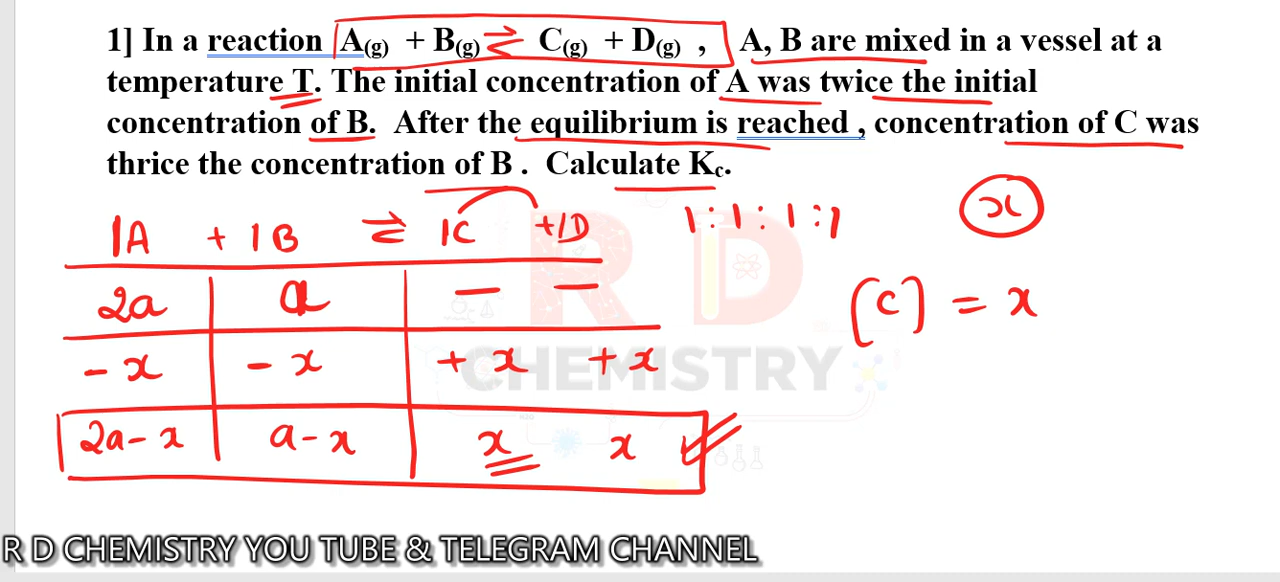 1] In a reaction A(g) + B(g) ⇌ C(g) + D(g) , A, B are mixed in a vessel at a
temperature T. The initial concentration of A was twice the initial
concentration of B. After the equilibrium is reached , concentration of C was
thrice the concentration of B . Calculate Kc.
1A + 1B ⇌ 1C +1D 1:1:1:1 x
2a a — —
[C] = x
- x - x + x + x
2a-x a-x x x
R D
CHEMISTRY
R D CHEMISTRY YOU TUBE & TELEGRAM CHANNEL